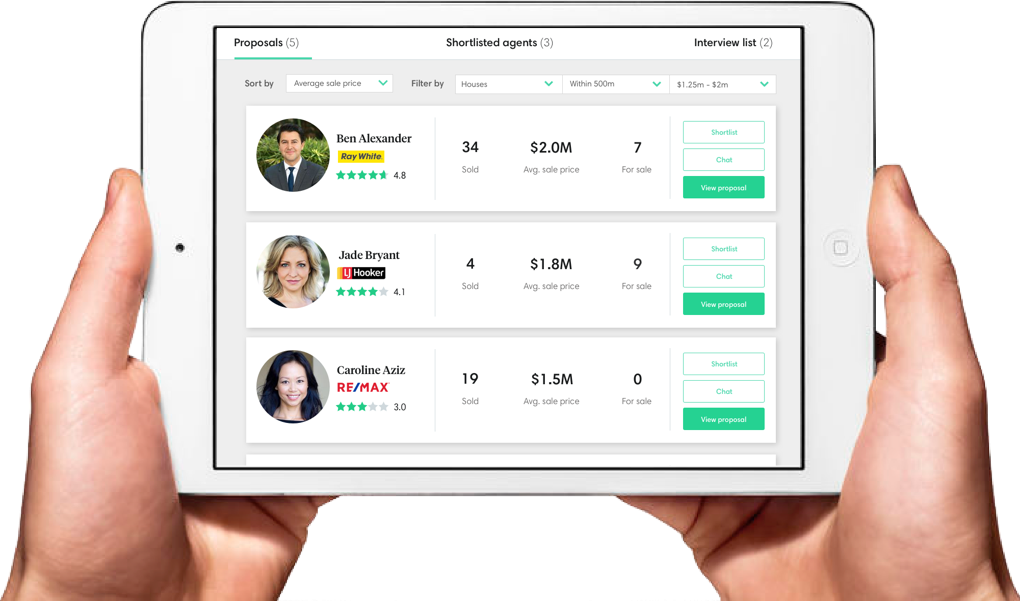 Proposals (5) Shortlisted agents (3) Interview list (2)
Sort by Average sale price Filter by Houses Within 500m $1.25m - $2m
Ben Alexander
Ray White.
4.8
34 $2.0M 7
Sold Avg. sale price For sale
Shortlist
Chat
View proposal
Jade Bryant
LJ Hooker
4.1
4 $1.8M 9
Sold Avg. sale price For sale
Shortlist
Chat
View proposal
Caroline Aziz
RE/MAX
3.0
19 $1.5M 0
Sold Avg. sale price For sale
Shortlist
Chat
View proposal